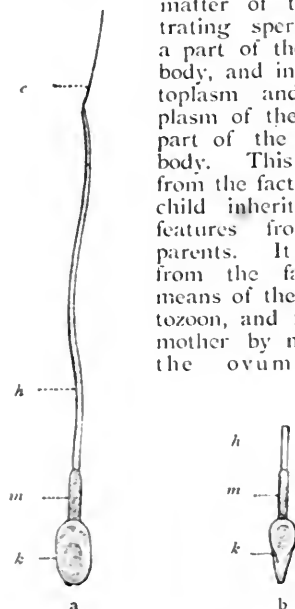 matter of t
trating sper
a part of the
body, and in
toplasm and
plasm of the
part of the
body. This
from the fact
child inherit
features fro
parents. It
from the fa
means of the
tozoon, and
mother by m
the ovum
c
h
m
k
a
h
m
k
b